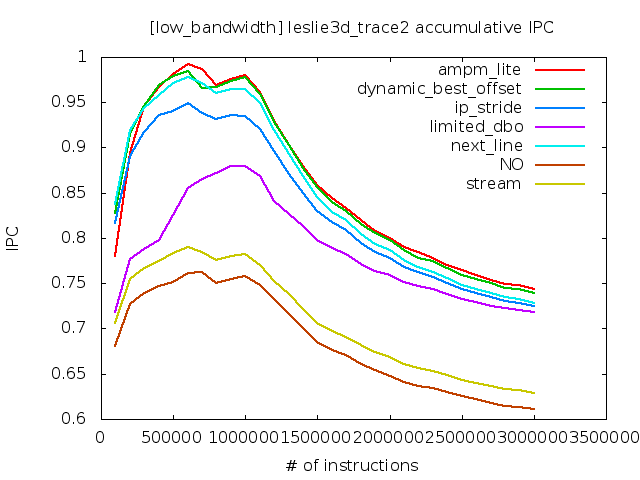 [low_bandwidth] leslie3d_trace2 accumulative IPC
1
0.95
0.9
0.85
0.8
0.75
0.7
0.65
0.6
IPC
ampm_lite
dynamic_best_offset
ip_stride
limited_dbo
next_line
NO
stream
0 500000 1000000 1500000 2000000 2500000 3000000 3500000
# of instructions